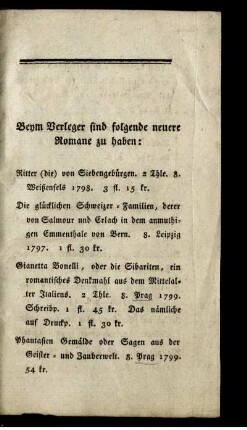 Beym Verleger sind folgende neuere
Romane zu haben:
Ritter (die) von Siebengebürgen. 2 Thle. 8.
Weißenfels 1798. 3 fl. 15 kr.
Die glücklichen Schweizer-Familien, derer
von Salmour und Erlach in dem anmuthi-
gen Emmenthale von Bern. 8. Leipzig
1797. 1 fl. 30 kr.
Gianetta Bonelli, oder die Sibariten, ein
romantisches Denkmahl aus dem Mittelal-
ter Italiens. 2 Thle. 8. Prag 1799.
Schreibp. 1 fl. 45 kr. Das nämliche
auf Druckp. 1 fl. 30 kr.
Phantasien Gemälde oder Sagen aus der
Geister- und Zauberwelt. 8. Prag 1799.
54 kr.